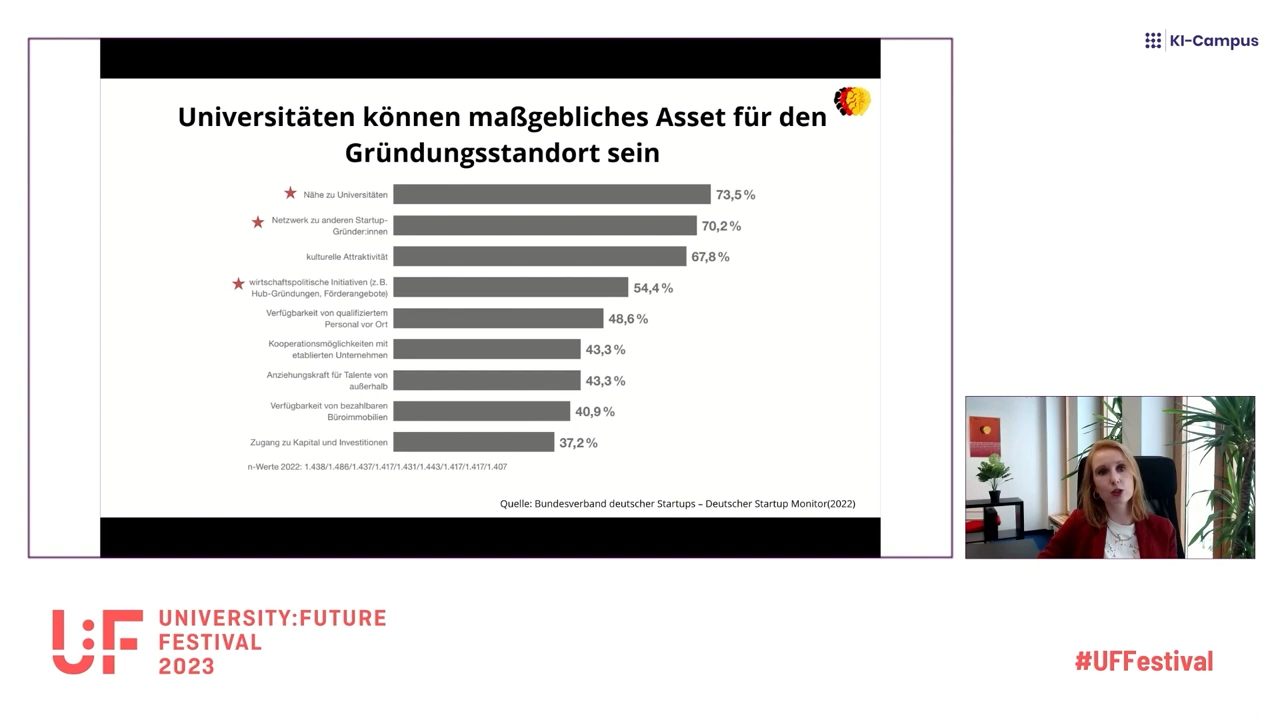 KI-Campus
Universitäten können maßgebliches Asset für den
Gründungsstandort sein
Nähe zu Universitäten
73,5 %
Netzwerk zu anderen Startup-
Gründer:innen
70,2 %
kulturelle Attraktivität
67,8 %
wirtschaftspolitische Initiativen (z. B.
Hub-Gründungen, Förderangebote)
54,4 %
Verfügbarkeit von qualifiziertem
Personal vor Ort
48,6 %
Kooperationsmöglichkeiten mit
etablierten Unternehmen
43,3 %
Anziehungskraft für Talente von
außerhalb
43,3 %
Verfügbarkeit von bezahlbaren
Büroimmobilien
40,9 %
Zugang zu Kapital und Investitionen
37,2 %
n-Werte 2022: 1.438/1.486/1.437/1.417/1.431/1.443/1.417/1.417/1.407
Quelle: Bundesverband deutscher Startups – Deutscher Startup Monitor(2022)
U:F
UNIVERSITY:FUTURE
FESTIVAL
2023
#UFFestival